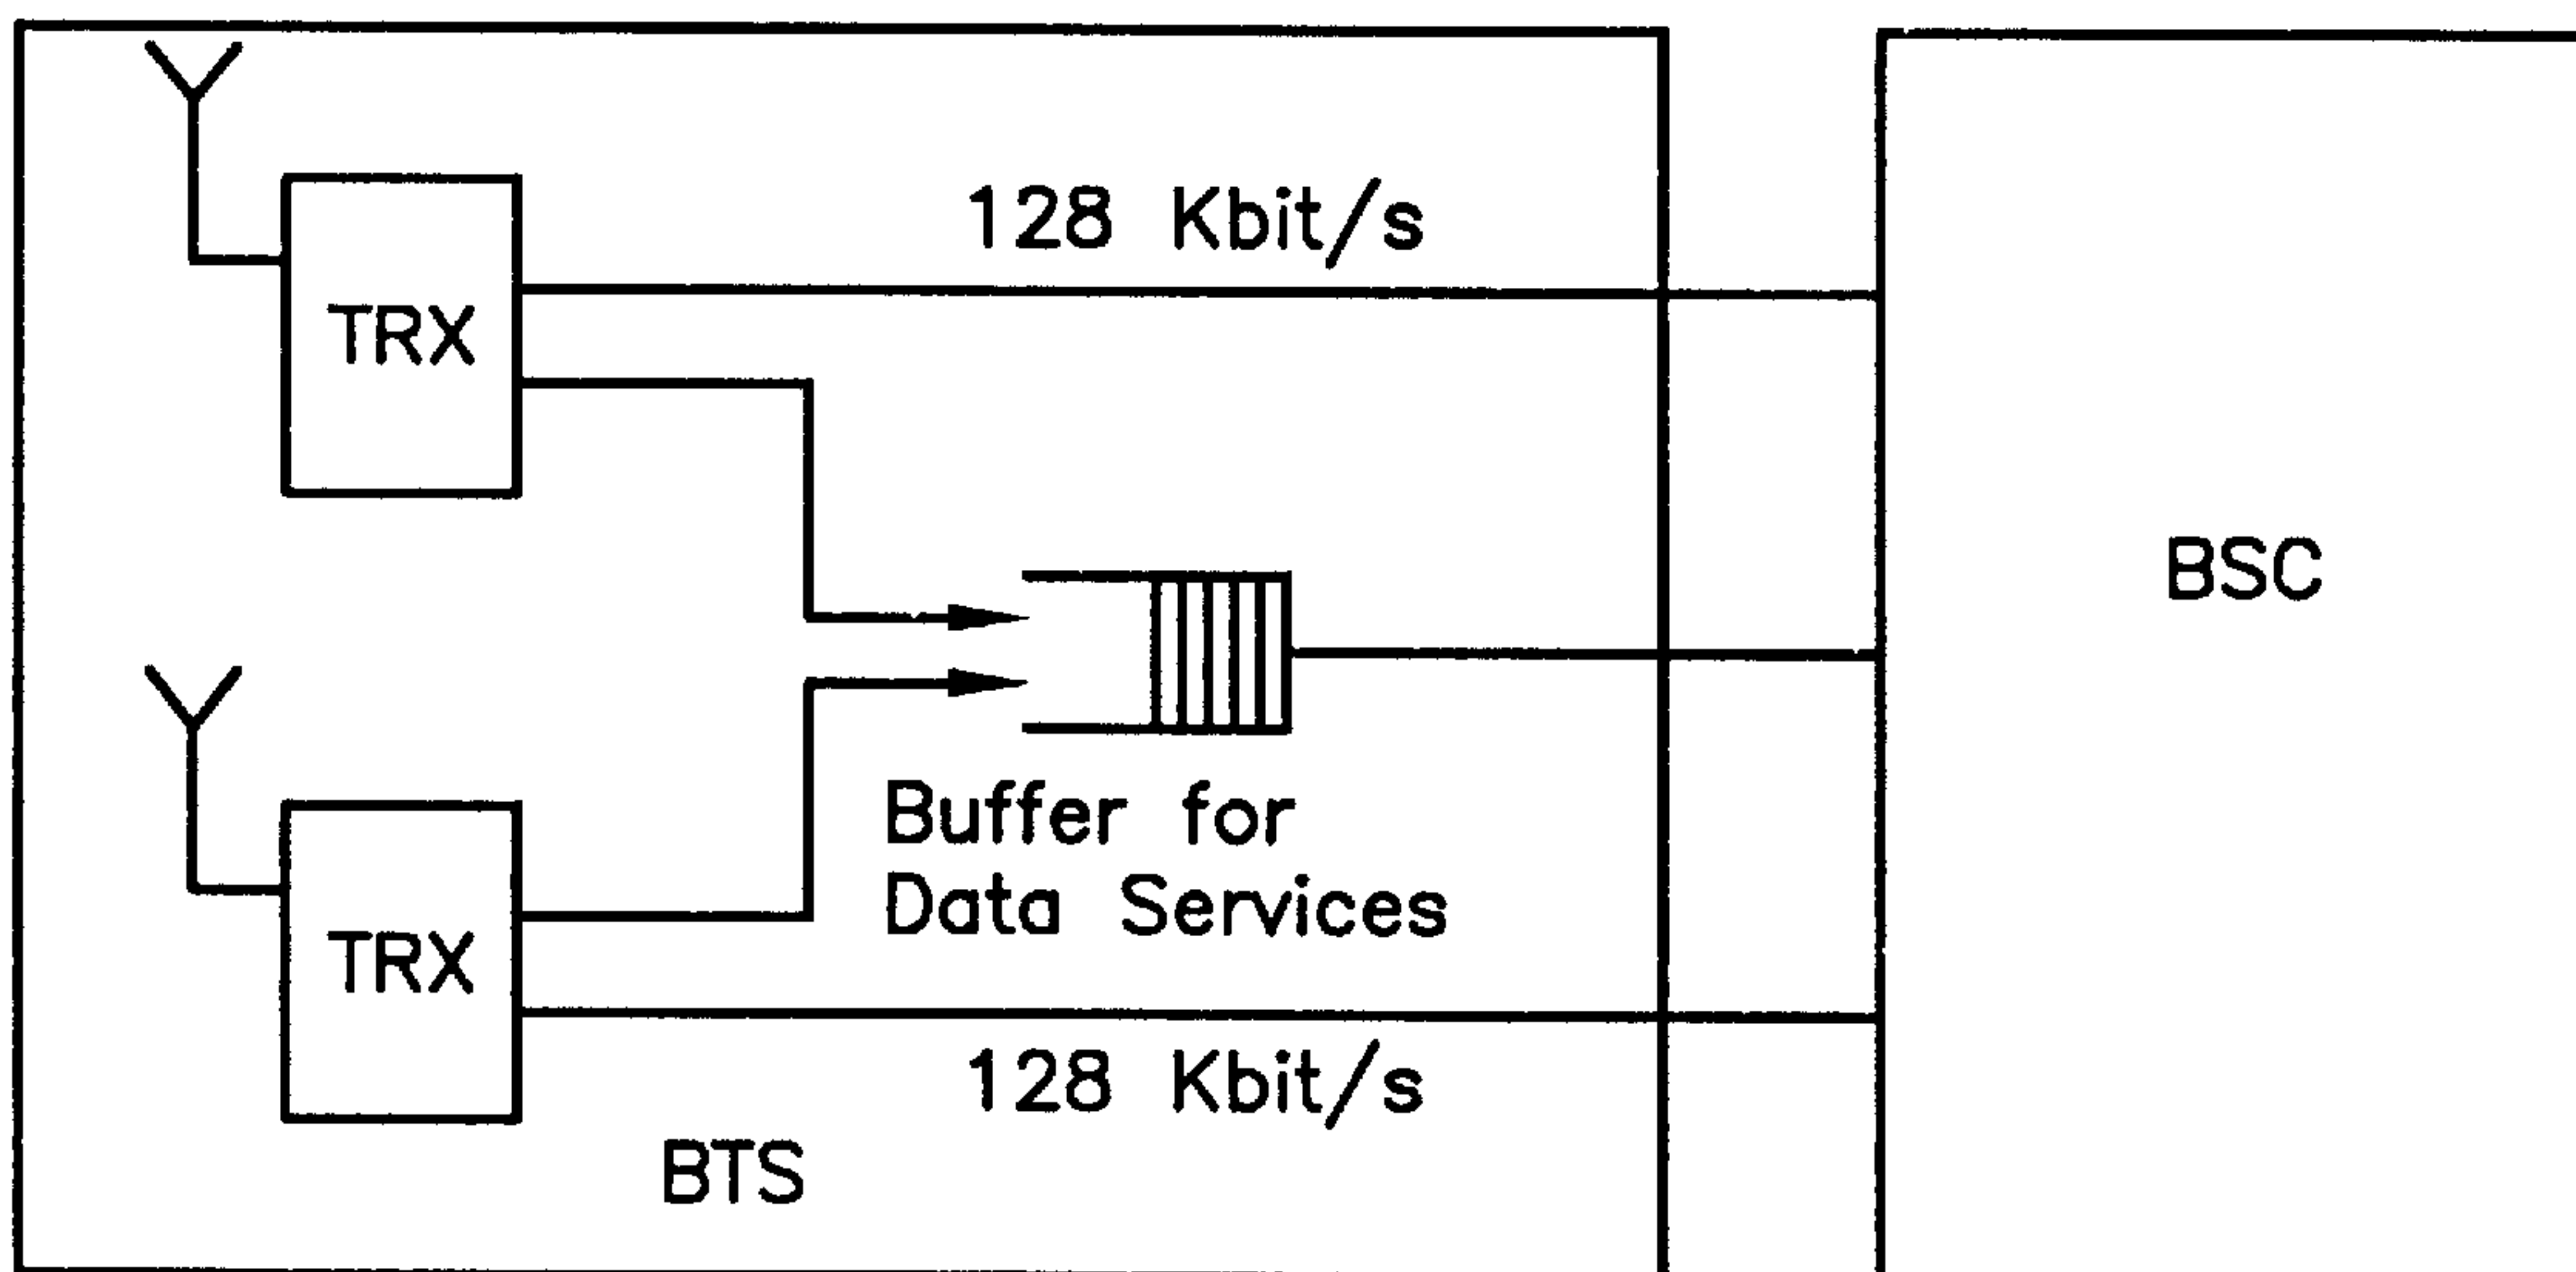 128 Kbit/s
TRX
BSC
Buffer for
Data Services
TRX
128 Kbit/s
BTS